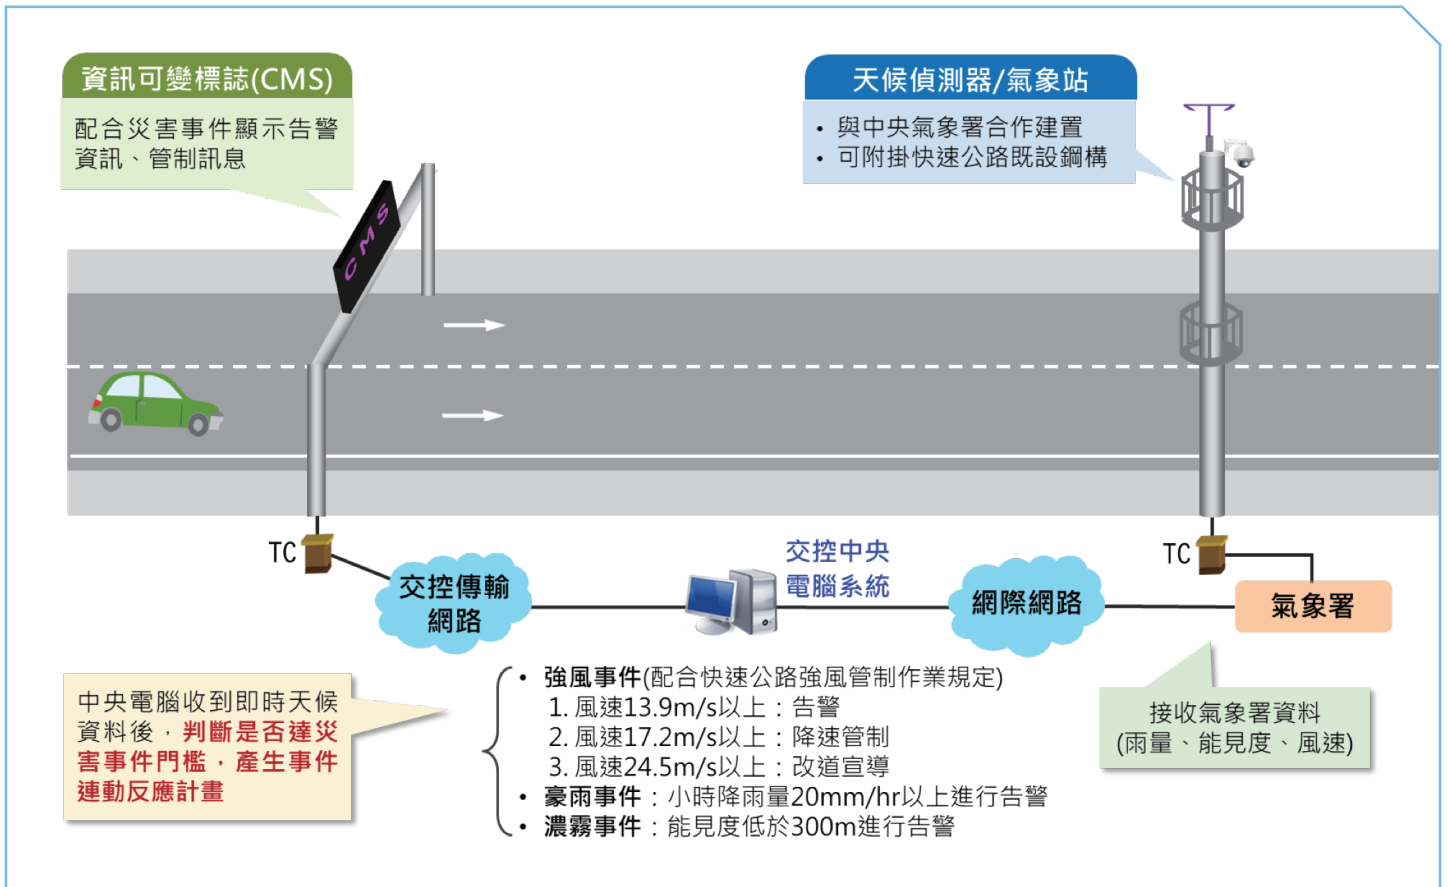 資訊可變標誌(CMS)
配合災害事件顯示告警
資訊、管制訊息
天候偵測器/氣象站
• 與中央氣象署合作建置
• 可附掛快速公路既設鋼構
CMS
TC
交控傳輸
網路
交控中央
電腦系統
網際網路
TC
氣象署
中央電腦收到即時天候
資料後，判斷是否達災
害事件門檻，產生事件
連動反應計畫
• 強風事件(配合快速公路強風管制作業規定)
1. 風速13.9m/s以上：告警
2. 風速17.2m/s以上：降速管制
3. 風速24.5m/s以上：改道宣導
• 豪雨事件：小時降雨量20mm/hr以上進行告警
• 濃霧事件：能見度低於300m進行告警
接收氣象署資料
(雨量、能見度、風速)